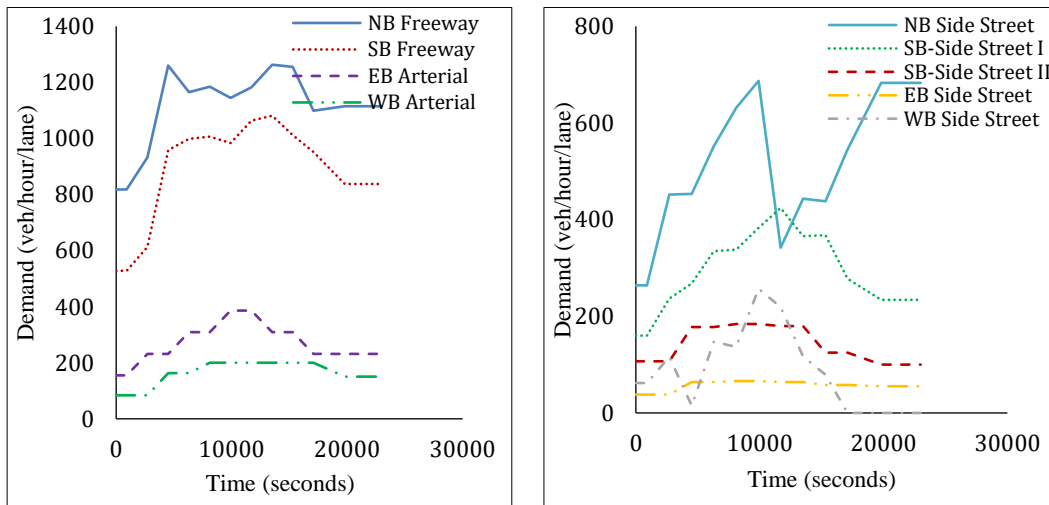 1400
1200
1000
800
600
400
200
0
0
10000
20000
30000
Demand (veh/hour/lane)
Time (seconds)
NB Freeway
SB Freeway
EB Arterial
WB Arterial
800
600
400
200
0
0
10000
20000
30000
Demand (veh/hour/lane)
Time (seconds)
NB Side Street
SB-Side Street I
SB-Side Street II
EB Side Street
WB Side Street